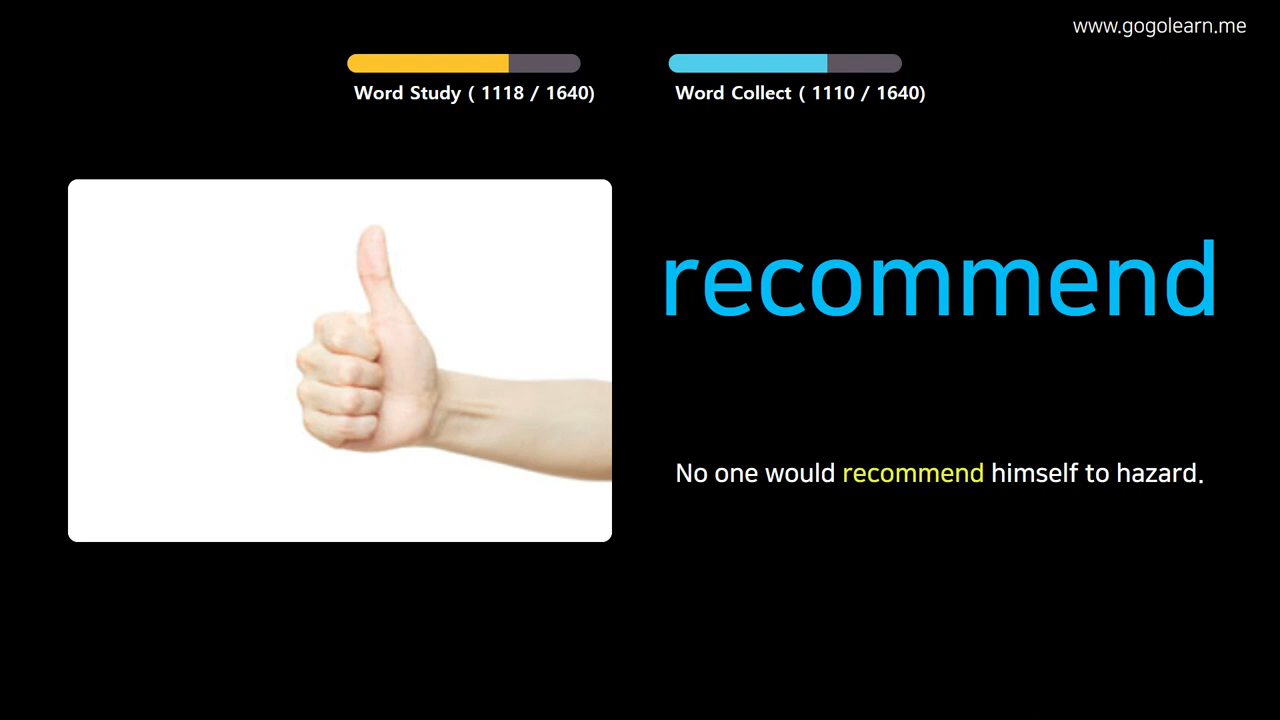 www.gogolearn.me
Word Study ( 1118 / 1640)
Word Collect ( 1110 / 1640)
recommend
No one would recommend himself to hazard.